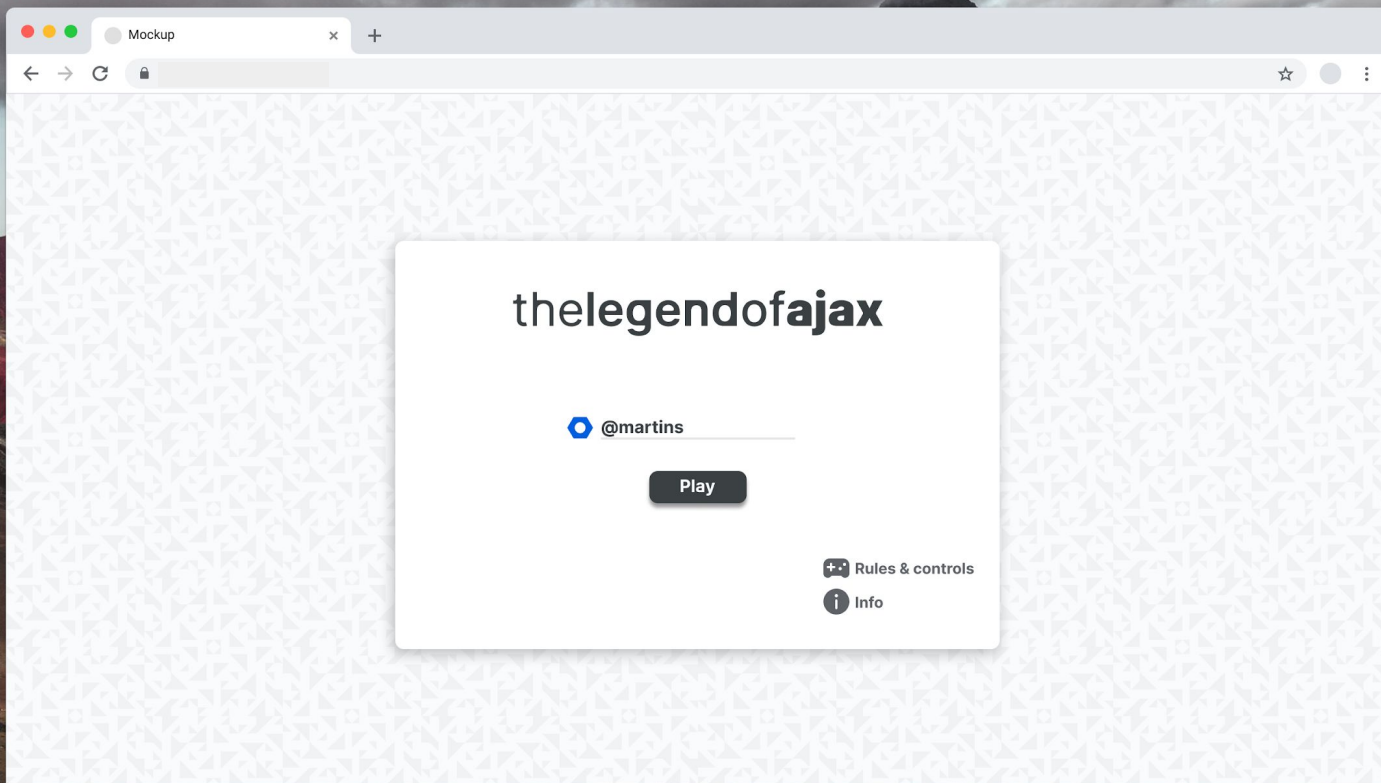 Mockup
thelegendofajax
@martins
Play
Rules & controls
Info